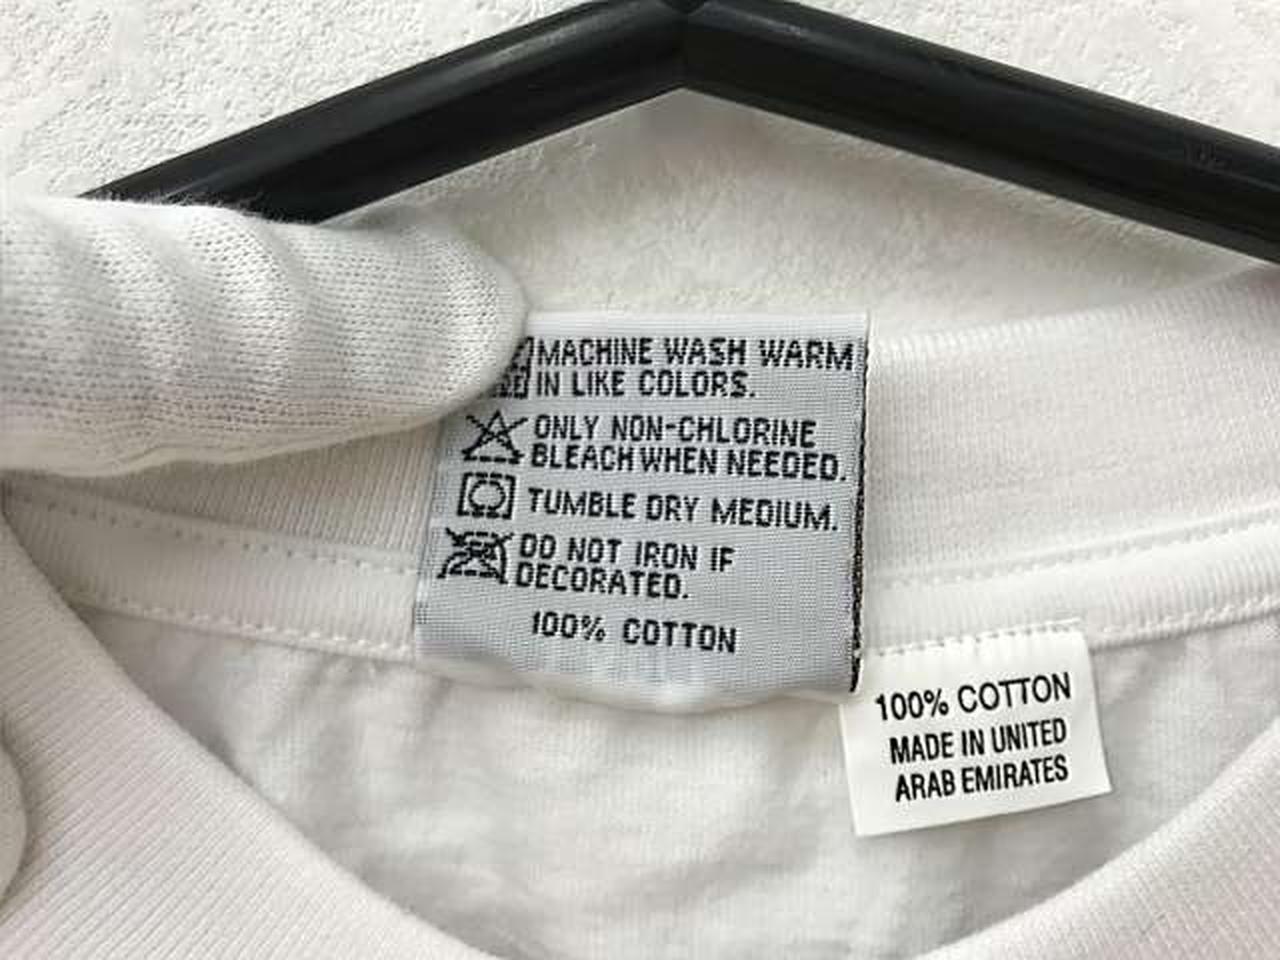 MACHINE WASH WARM
IN LIKE COLORS.
ONLY NON-CHLORINE
BLEACH WHEN NEEDED.
TUMBLE DRY MEDIUM.
DO NOT IRON IF
DECORATED.
100% COTTON
100% COTTON
MADE IN UNITED
ARAB EMIRATES